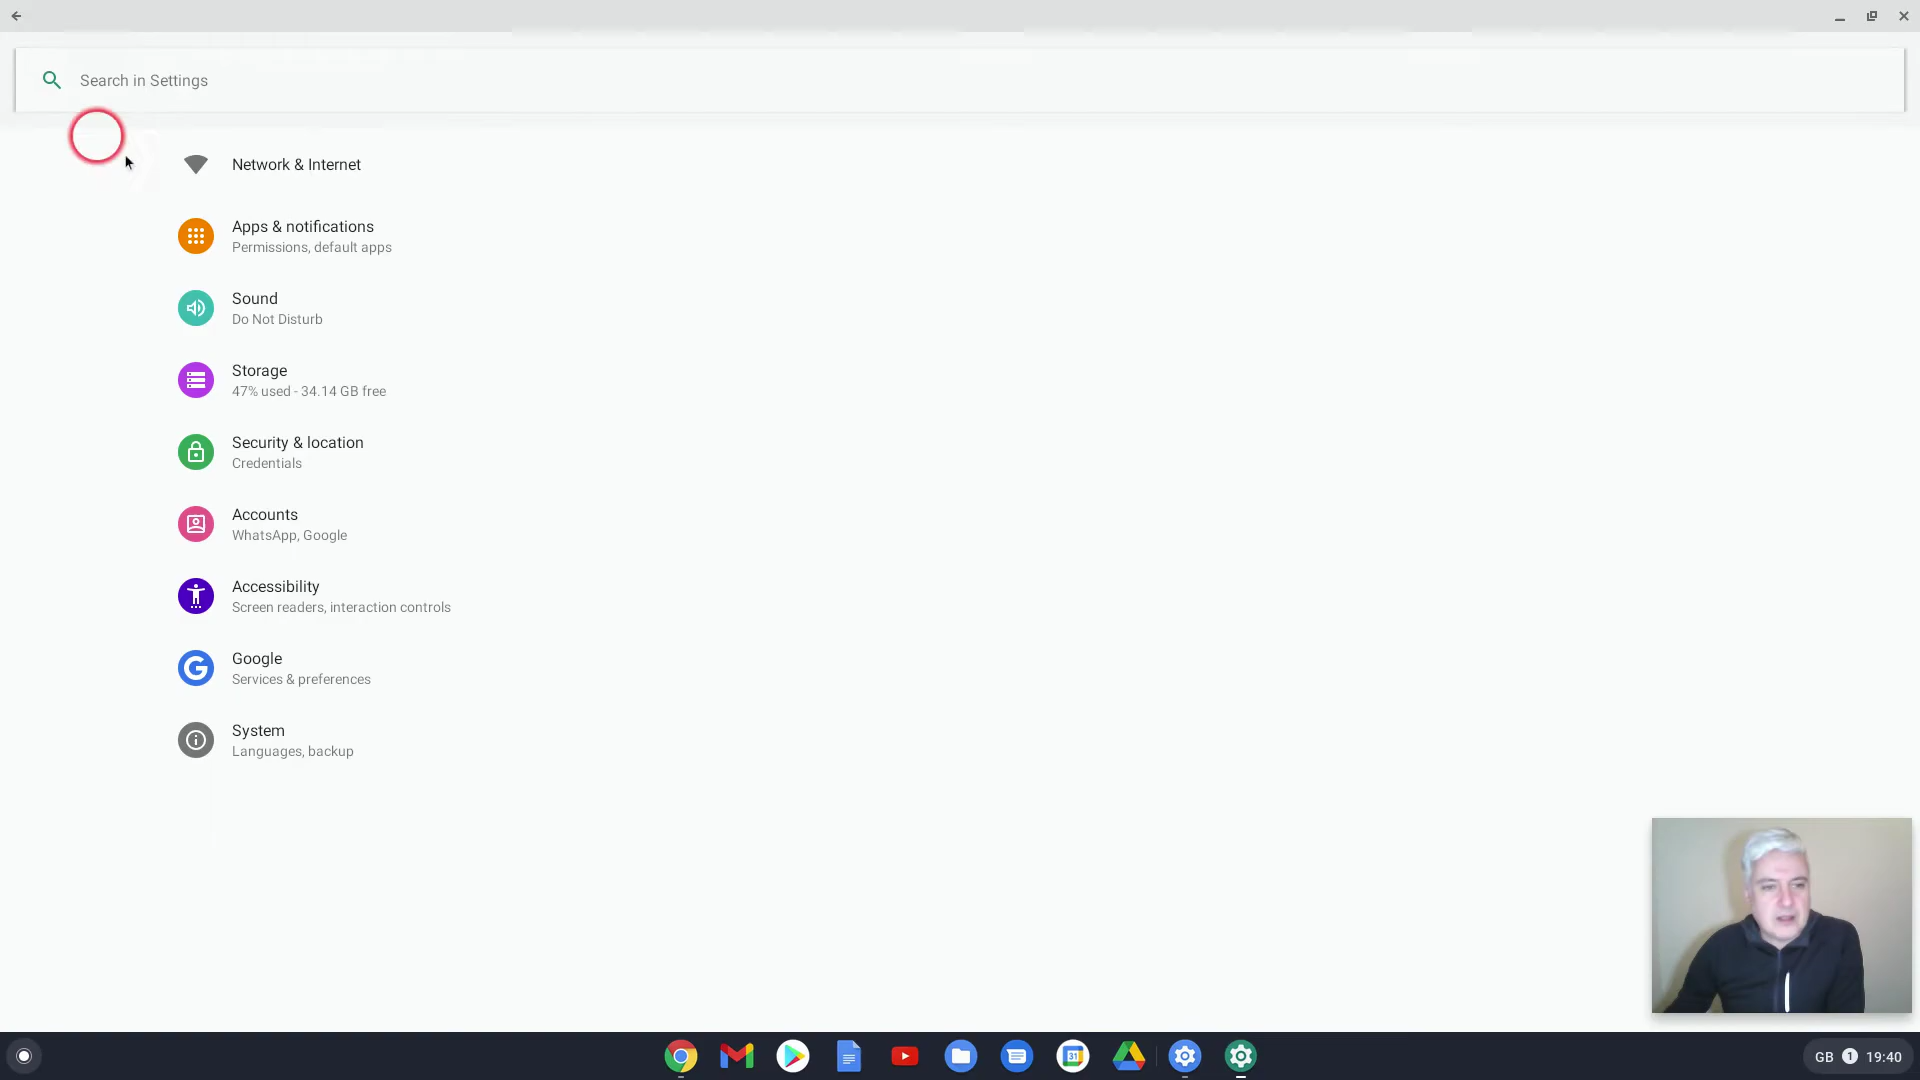 Search in Settings
Network & Internet
Apps & notifications
Permissions, default apps
Sound
Do Not Disturb
Storage
47% used - 34.14 GB free
Security & location
Credentials
Accounts
WhatsApp, Google
Accessibility
Screen readers, interaction controls
Google
Services & preferences
System
Languages, backup
31
GB 1 19:40